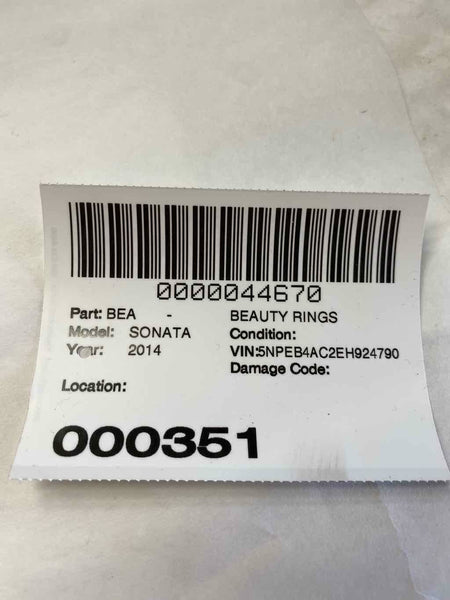 0000044670
Part: BEA - BEAUTY RINGS
Model: SONATA Condition:
Year: 2014 VIN:5NPEB4AC2EH924790
Damage Code:
Location:
000351